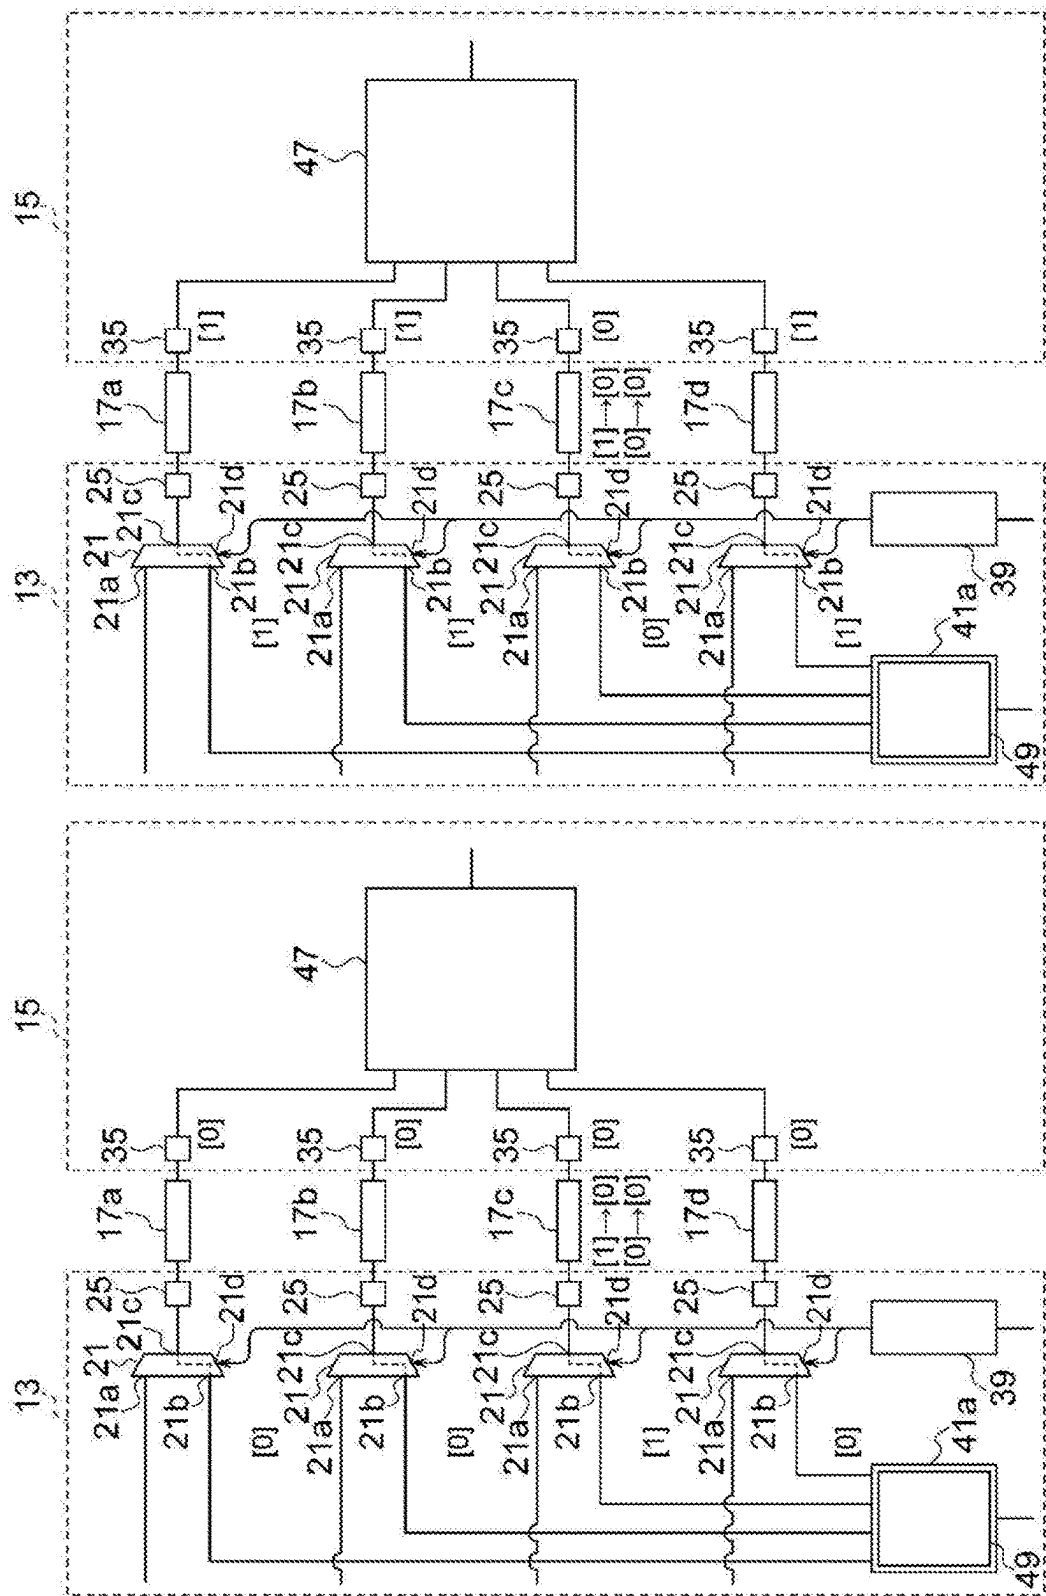 13
15
21a
21
21c
25
17a
35
21b
21d
[0]
[0]
47
21a
21
21c
25
17b
35
21b
21d
[0]
[0]
21a
21
21c
25
17c
35
21b
21d
[1]→[0]
[0]
[0]→[0]
[1]
21a
21
21c
25
17d
35
21b
21d
[0]
[0]
41a
39
49
13
15
21a
21
21c
25
17a
35
21b
21d
[1]
[1]
47
21a
21
21c
25
17b
35
21b
21d
[1]
[1]
21a
21
21c
25
17c
35
21b
21d
[1]→[0]
[0]
[0]→[0]
[0]
21a
21
21c
25
17d
35
21b
21d
[1]
[1]
41a
39
49